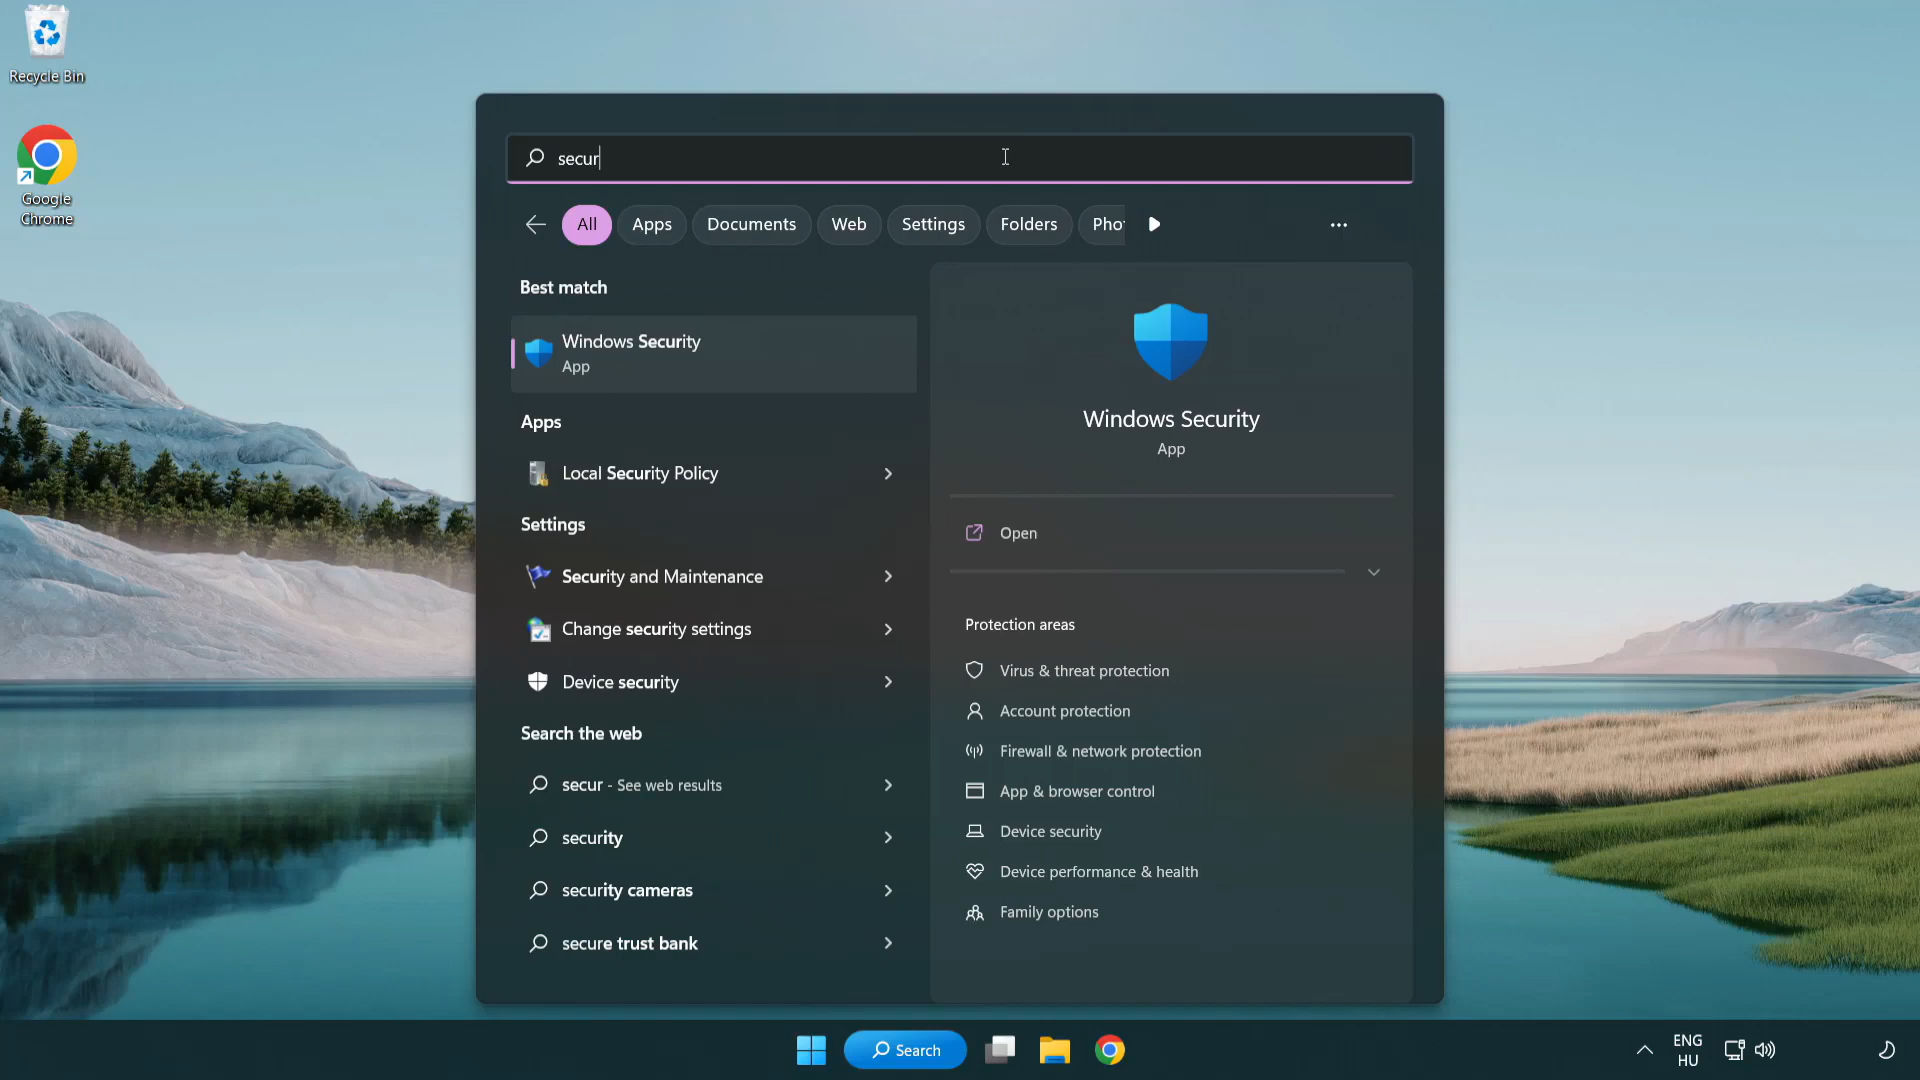 Recycle Bin
Google
Chrome
secur
All
Apps
Documents
Web
Settings
Folders
Pho
Best match
Windows Security
App
Apps
Local Security Policy
Settings
Security and Maintenance
Change security settings
Device security
Search the web
secur - See web results
security
security cameras
secure trust bank
Windows Security
App
Open
Protection areas
Virus & threat protection
Account protection
Firewall & network protection
App & browser control
Device security
Device performance & health
Family options
Search
ENG
HU